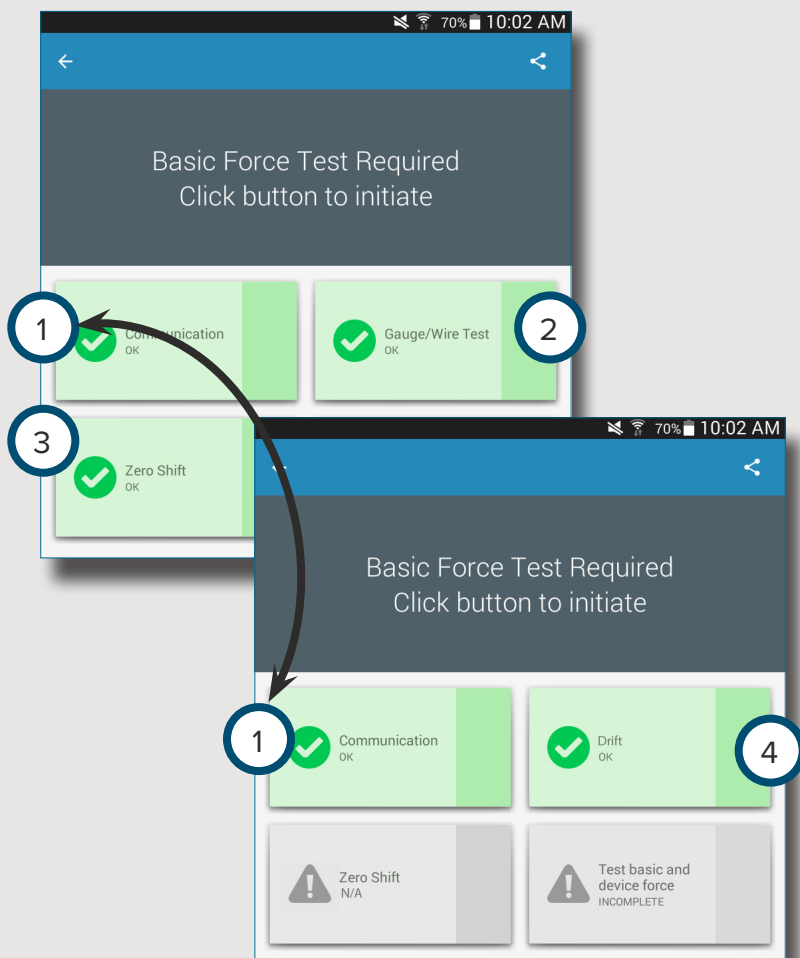 70% 10:02 AM
Basic Force Test Required
Click button to initiate
1
Communication
OK
Gauge/Wire Test
OK
2
3
Zero Shift
OK
70% 10:02 AM
Basic Force Test Required
Click button to initiate
1
Communication
OK
Drift
OK
4
Zero Shift
N/A
Test basic and
device force
INCOMPLETE